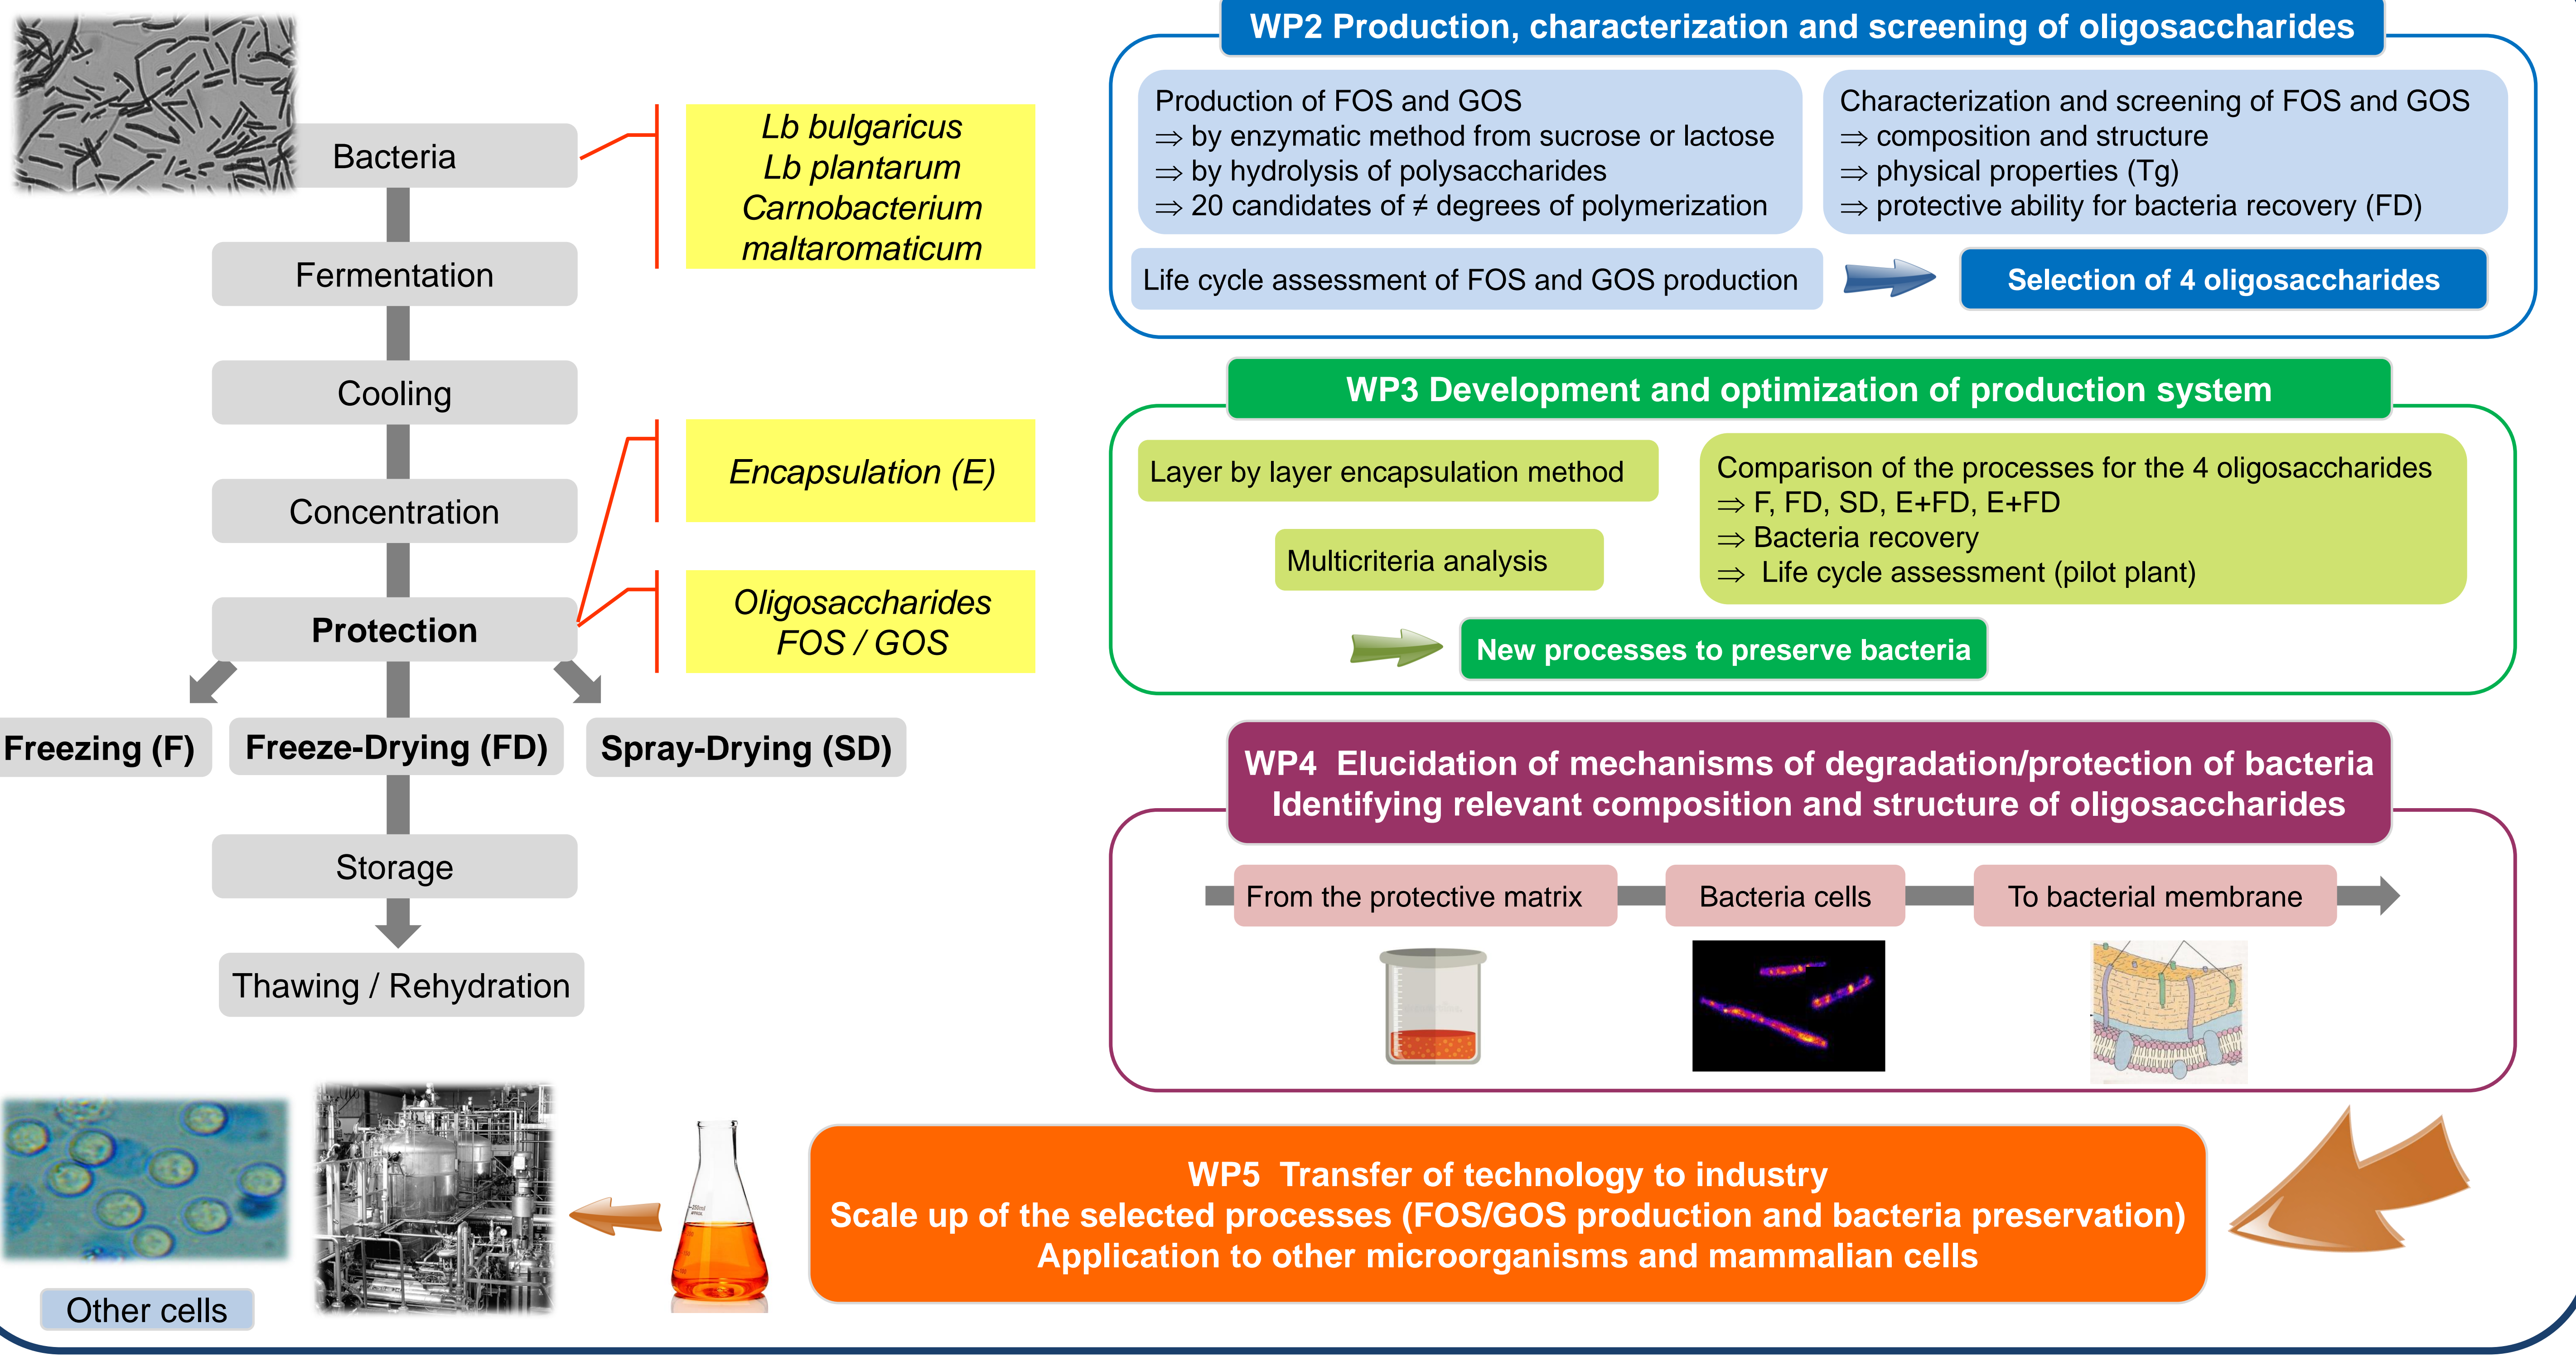 Bacteria
Fermentation
Cooling
Concentration
Protection
Freezing (F)
Freeze-Drying (FD)
Spray-Drying (SD)
Storage
Thawing / Rehydration
Lb bulgaricus
Lb plantarum
Carnobacterium
maltaromaticum
Encapsulation (E)
Oligosaccharides
FOS / GOS
WP2 Production, characterization and screening of oligosaccharides
Production of FOS and GOS
⇒ by enzymatic method from sucrose or lactose
⇒ by hydrolysis of polysaccharides
⇒ 20 candidates of ≠ degrees of polymerization
Characterization and screening of FOS and GOS
⇒ composition and structure
⇒ physical properties (Tg)
⇒ protective ability for bacteria recovery (FD)
Life cycle assessment of FOS and GOS production
Selection of 4 oligosaccharides
WP3 Development and optimization of production system
Layer by layer encapsulation method
Multicriteria analysis
Comparison of the processes for the 4 oligosaccharides
⇒ F, FD, SD, E+FD, E+FD
⇒ Bacteria recovery
⇒ Life cycle assessment (pilot plant)
New processes to preserve bacteria
WP4 Elucidation of mechanisms of degradation/protection of bacteria
Identifying relevant composition and structure of oligosaccharides
From the protective matrix
Bacteria cells
To bacterial membrane
WP5 Transfer of technology to industry
Scale up of the selected processes (FOS/GOS production and bacteria preservation)
Application to other microorganisms and mammalian cells
Other cells